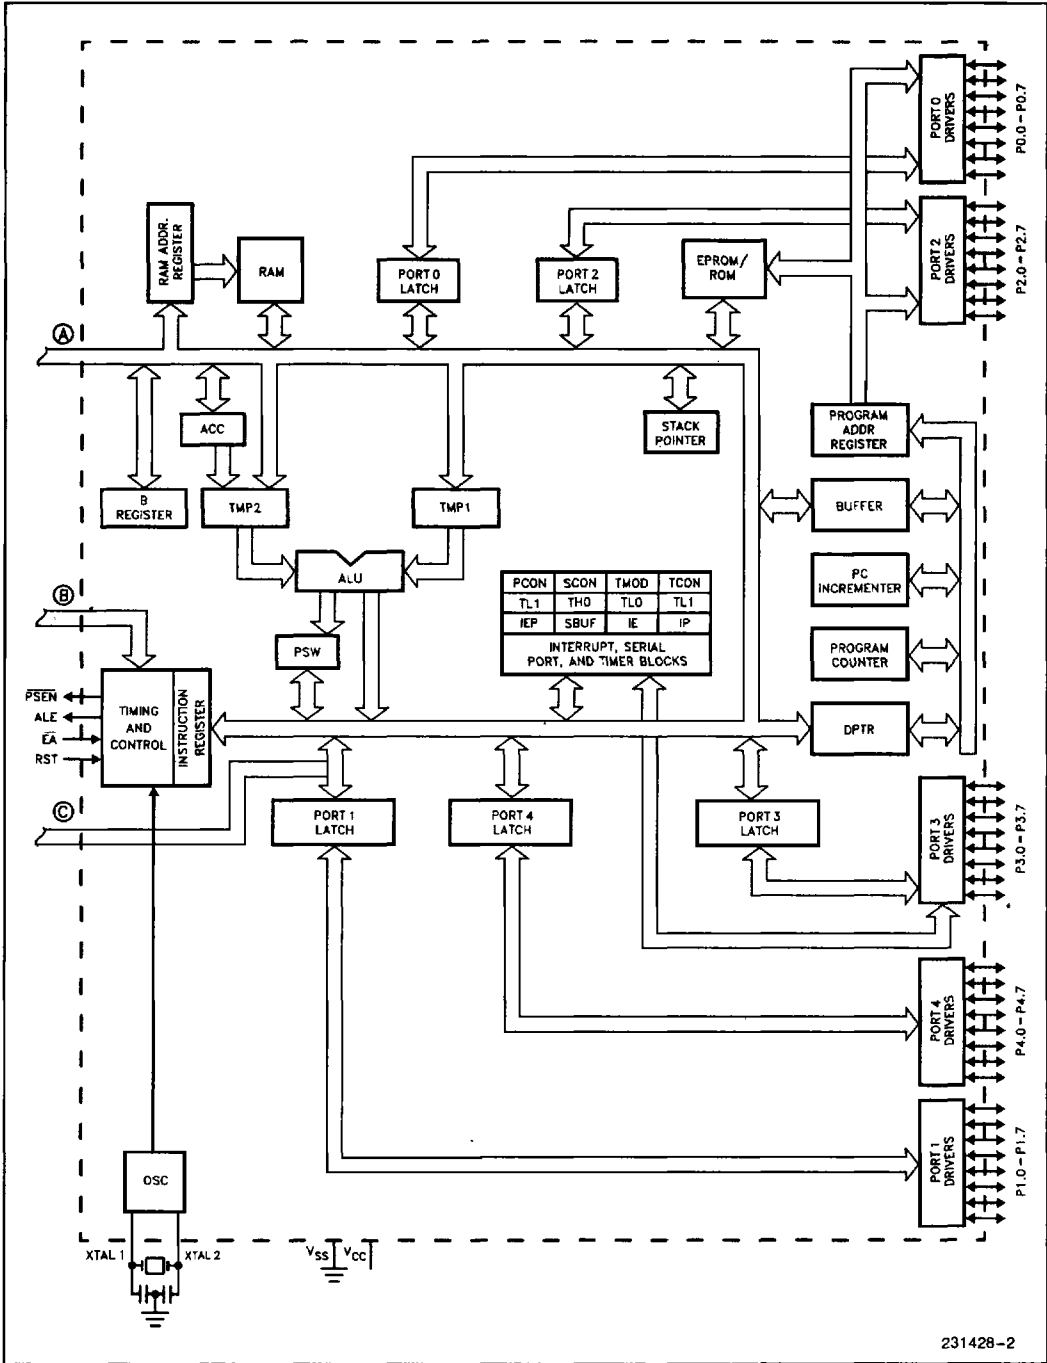 PORT 0
DRIVERS
P0.0-P0.7
RAM ADDR.
REGISTER
RAM
PORT 0
LATCH
PORT 2
LATCH
EPROM/
ROM
PORT 2
DRIVERS
P2.0-P2.7
A
ACC
STACK
POINTER
PROGRAM
ADDR
REGISTER
B
REGISTER
TMP2
TMP1
BUFFER
ALU
PCON SCON TMOD TCON
TL1 TH0 TL0 TL1
IEP SBUF IE IP
INTERRUPT, SERIAL
PORT, AND TIMER BLOCKS
PC
INCREMENTER
B
PSW
PROGRAM
COUNTER
PSEN
ALE
EA
RST
TIMING
AND
CONTROL
INSTRUCTION
REGISTER
DPTR
C
PORT 1
LATCH
PORT 4
LATCH
PORT 3
LATCH
PORT 3
DRIVERS
P3.0-P3.7
PORT 4
DRIVERS
P4.0-P4.7
PORT 1
DRIVERS
P1.0-P1.7
OSC
XTAL 1
XTAL 2
VSS
VCC
231428-2